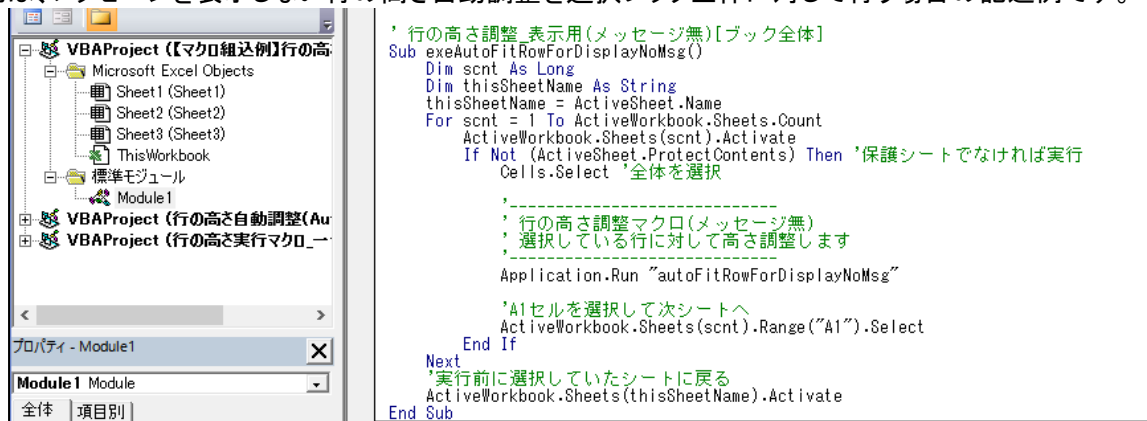 VBAProject (【マクロ組込例】行の高
Microsoft Excel Objects
Sheet1 (Sheet1)
Sheet2 (Sheet2)
Sheet3 (Sheet3)
ThisWorkbook
標準モジュール
Module1
VBAProject (行の高さ自動調整(Au
VBAProject (行の高さ実行マクロ_一
プロパティ - Module1
Module1 Module
全体 項目別
' 行の高さ調整_表示用(メッセージ無)[ブック全体]
Sub exeAutoFitRowForDisplayNoMsg()
Dim scnt As Long
Dim thisSheetName As String
thisSheetName = ActiveSheet.Name
For scnt = 1 To ActiveWorkbook.Sheets.Count
ActiveWorkbook.Sheets(scnt).Activate
If Not (ActiveSheet.ProtectContents) Then '保護シートでなければ実行
Cells.Select '全体を選択
'-----------------------------
' 行の高さ調整マクロ(メッセージ無)
' 選択している行に対して高さ調整します
'-----------------------------
Application.Run "autoFitRowForDisplayNoMsg"
'A1セルを選択して次シートへ
ActiveWorkbook.Sheets(scnt).Range("A1").Select
End If
Next
'実行前に選択していたシートに戻る
ActiveWorkbook.Sheets(thisSheetName).Activate
End Sub